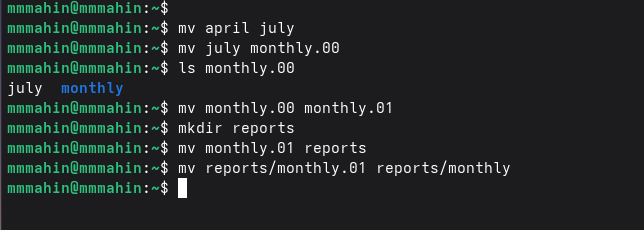 mmmahin@mmmahin:~$
mmmahin@mmmahin:~$ mv april july
mmmahin@mmmahin:~$ mv july monthly.00
mmmahin@mmmahin:~$ ls monthly.00
july  monthly
mmmahin@mmmahin:~$ mv monthly.00 monthly.01
mmmahin@mmmahin:~$ mkdir reports
mmmahin@mmmahin:~$ mv monthly.01 reports
mmmahin@mmmahin:~$ mv reports/monthly.01 reports/monthly
mmmahin@mmmahin:~$